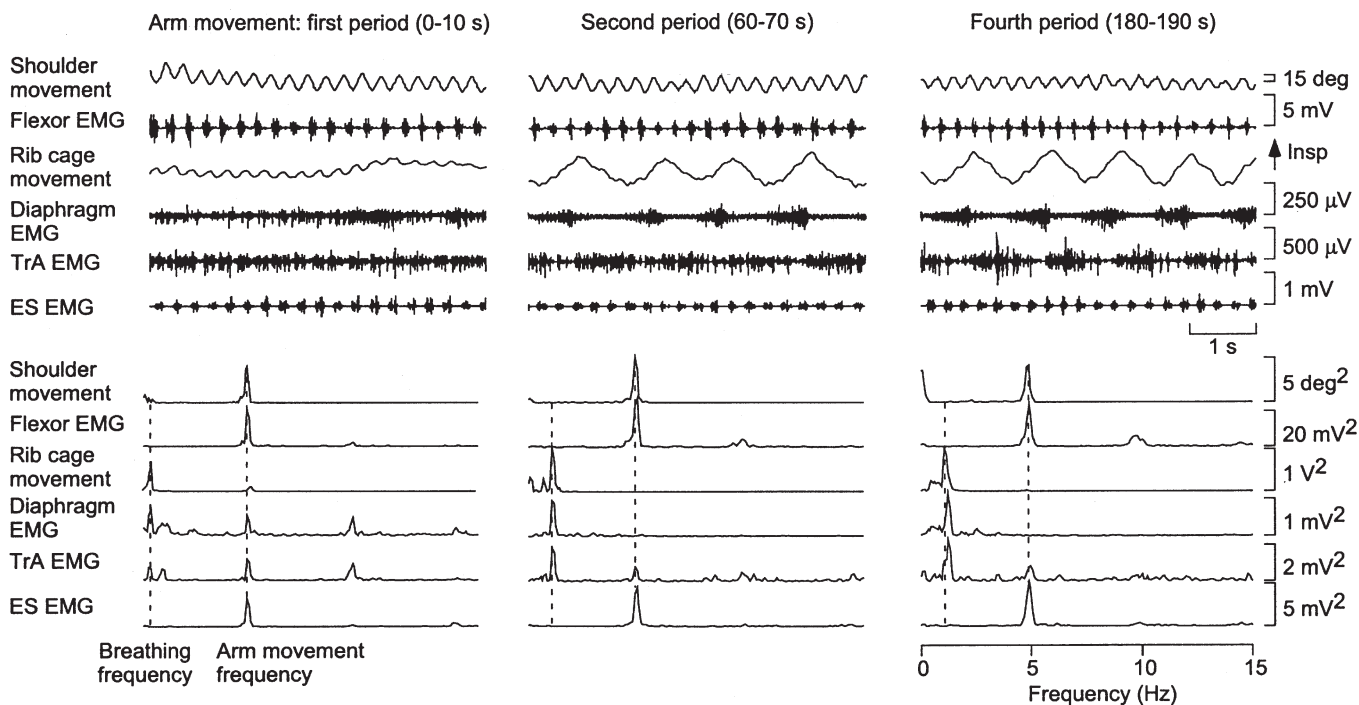 Arm movement: first period (0-10 s)
Second period (60-70 s)
Fourth period (180-190 s)
Shoulder
movement
15 deg
Flexor EMG
5 mV
Rib cage
movement
Insp
Diaphragm
EMG
250 µV
TrA EMG
500 µV
ES EMG
1 mV
1 s
Shoulder
movement
5 deg²
Flexor EMG
20 mV²
Rib cage
movement
1 V²
Diaphragm
EMG
1 mV²
TrA EMG
2 mV²
ES EMG
5 mV²
Breathing
frequency
Arm movement
frequency
0 5 10 15
Frequency (Hz)